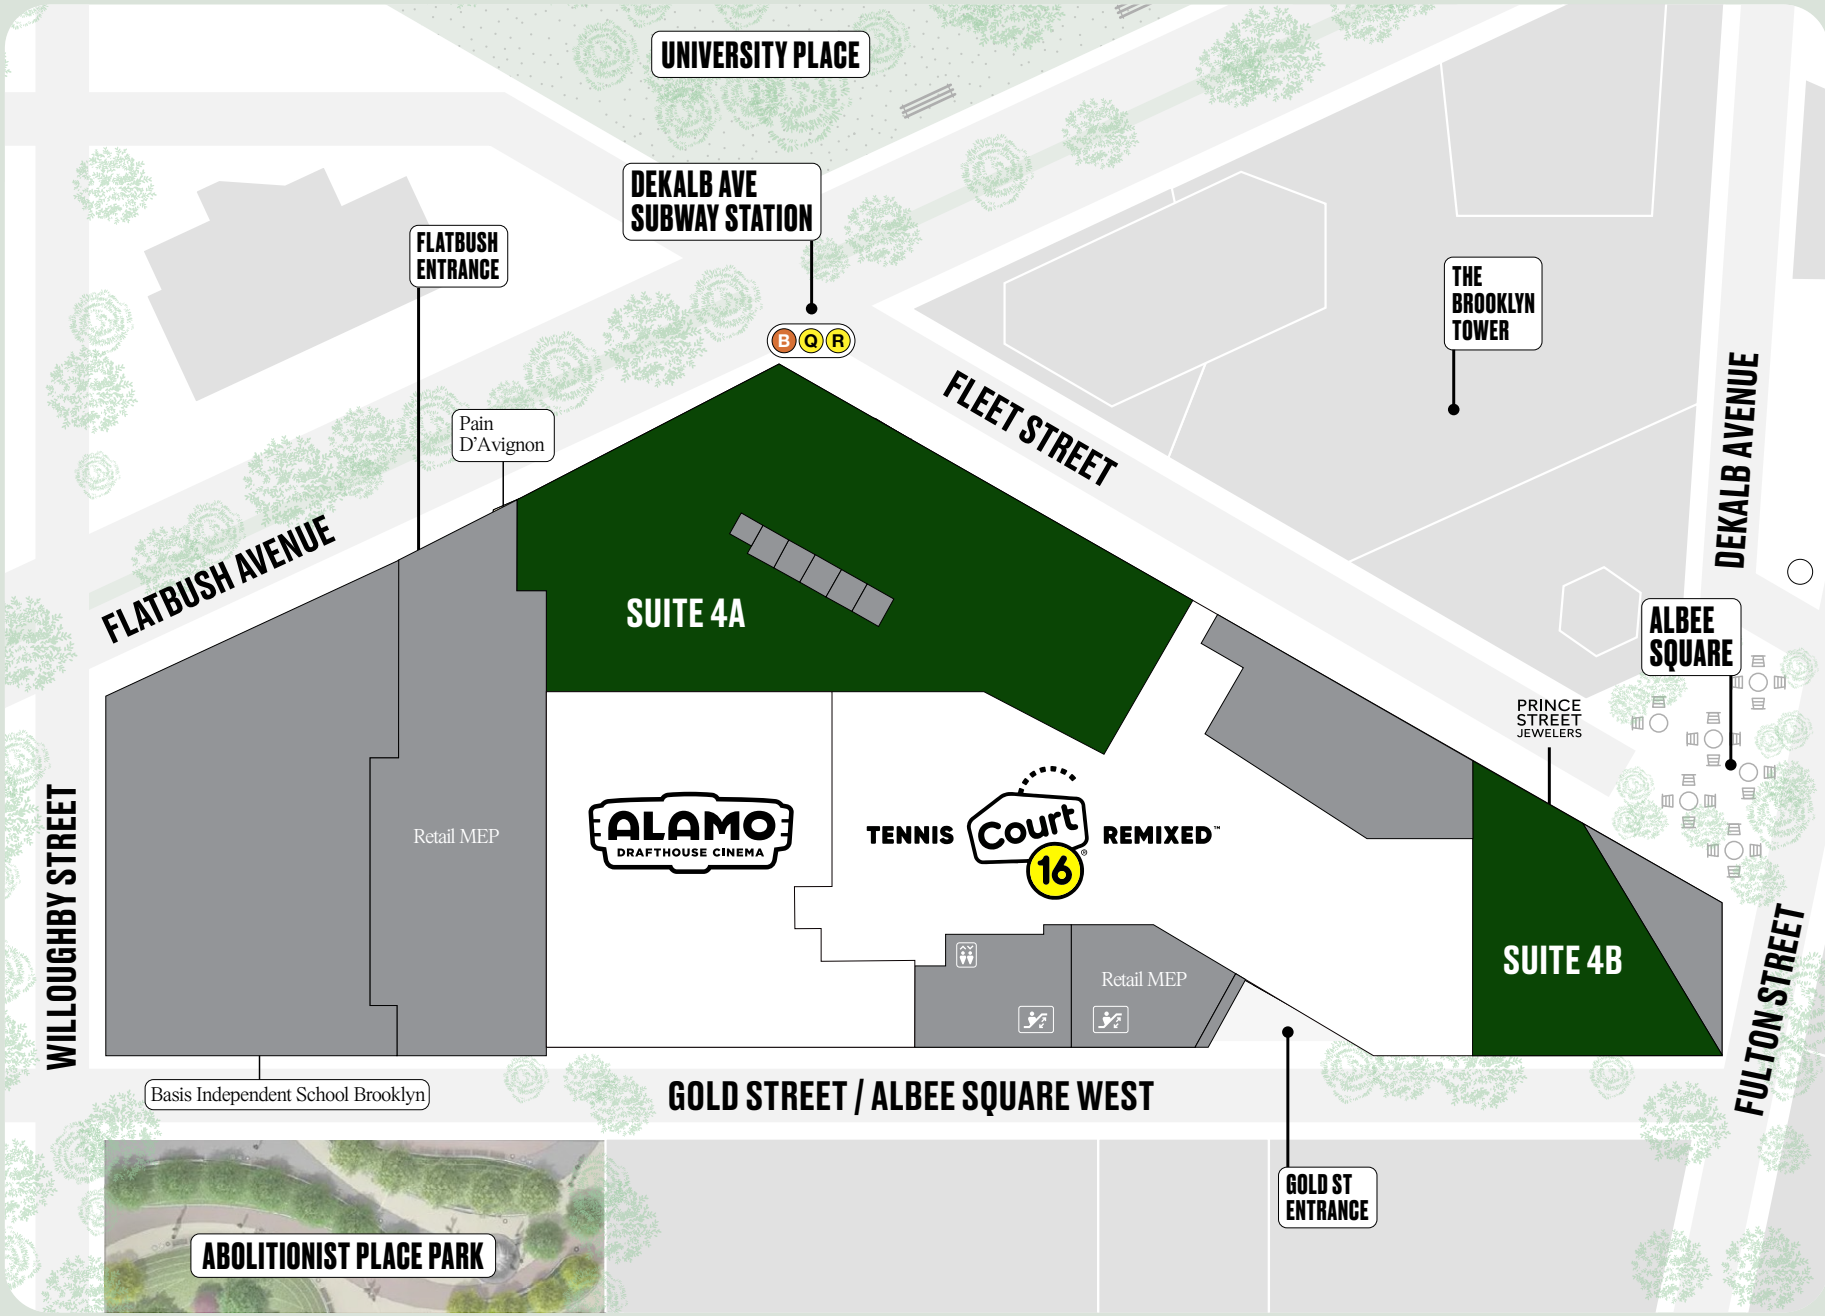 UNIVERSITY PLACE
DEKALB AVE
SUBWAY STATION
FLATBUSH
ENTRANCE
THE
BROOKLYN
TOWER
B Q R
FLEET STREET
DEKALB AVENUE
Pain
D'Avignon
FLATBUSH AVENUE
SUITE 4A
ALBEE
SQUARE
PRINCE
STREET
JEWELERS
WILLOUGHBY STREET
Retail MEP
ALAMO
DRAFTHOUSE CINEMA
TENNIS Court REMIXED™
16®
SUITE 4B
Retail MEP
FULTON STREET
Basis Independent School Brooklyn
GOLD STREET / ALBEE SQUARE WEST
GOLD ST
ENTRANCE
ABOLITIONIST PLACE PARK